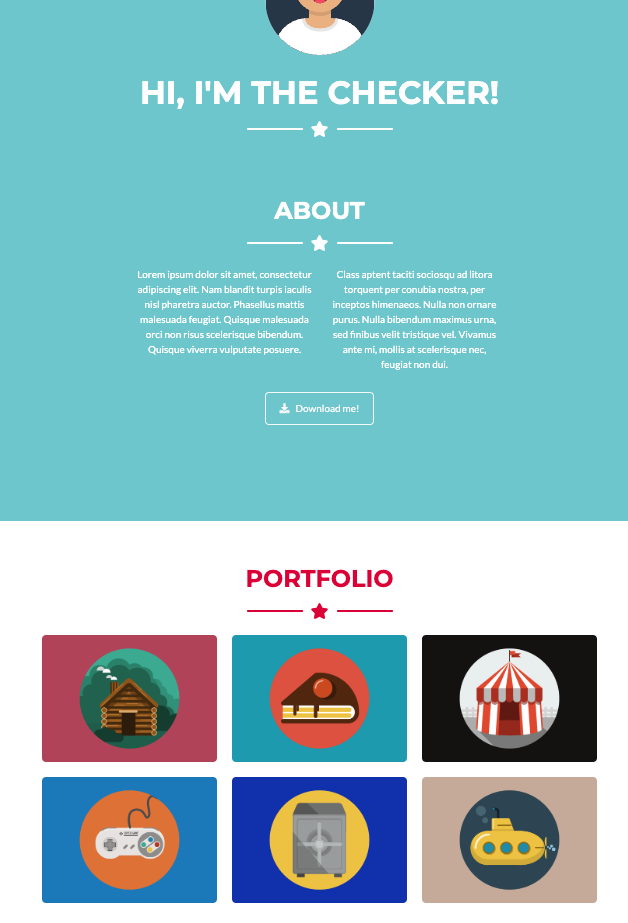 HI, I'M THE CHECKER!
ABOUT
Lorem ipsum dolor sit amet, consectetur
adipiscing elit. Nam blandit turpis iaculis
nisl pharetra auctor. Phasellus mattis
malesuada feugiat. Quisque malesuada
orci non risus scelerisque bibendum.
Quisque viverra vulputate posuere.
Class aptent taciti sociosqu ad litora
torquent per conubia nostra, per
inceptos himenaeos. Nulla non ornare
purus. Nulla bibendum maximus urna,
sed finibus velit tristique vel. Vivamus
ante mi, mollis at scelerisque nec,
feugiat non dui.
Download me!
PORTFOLIO